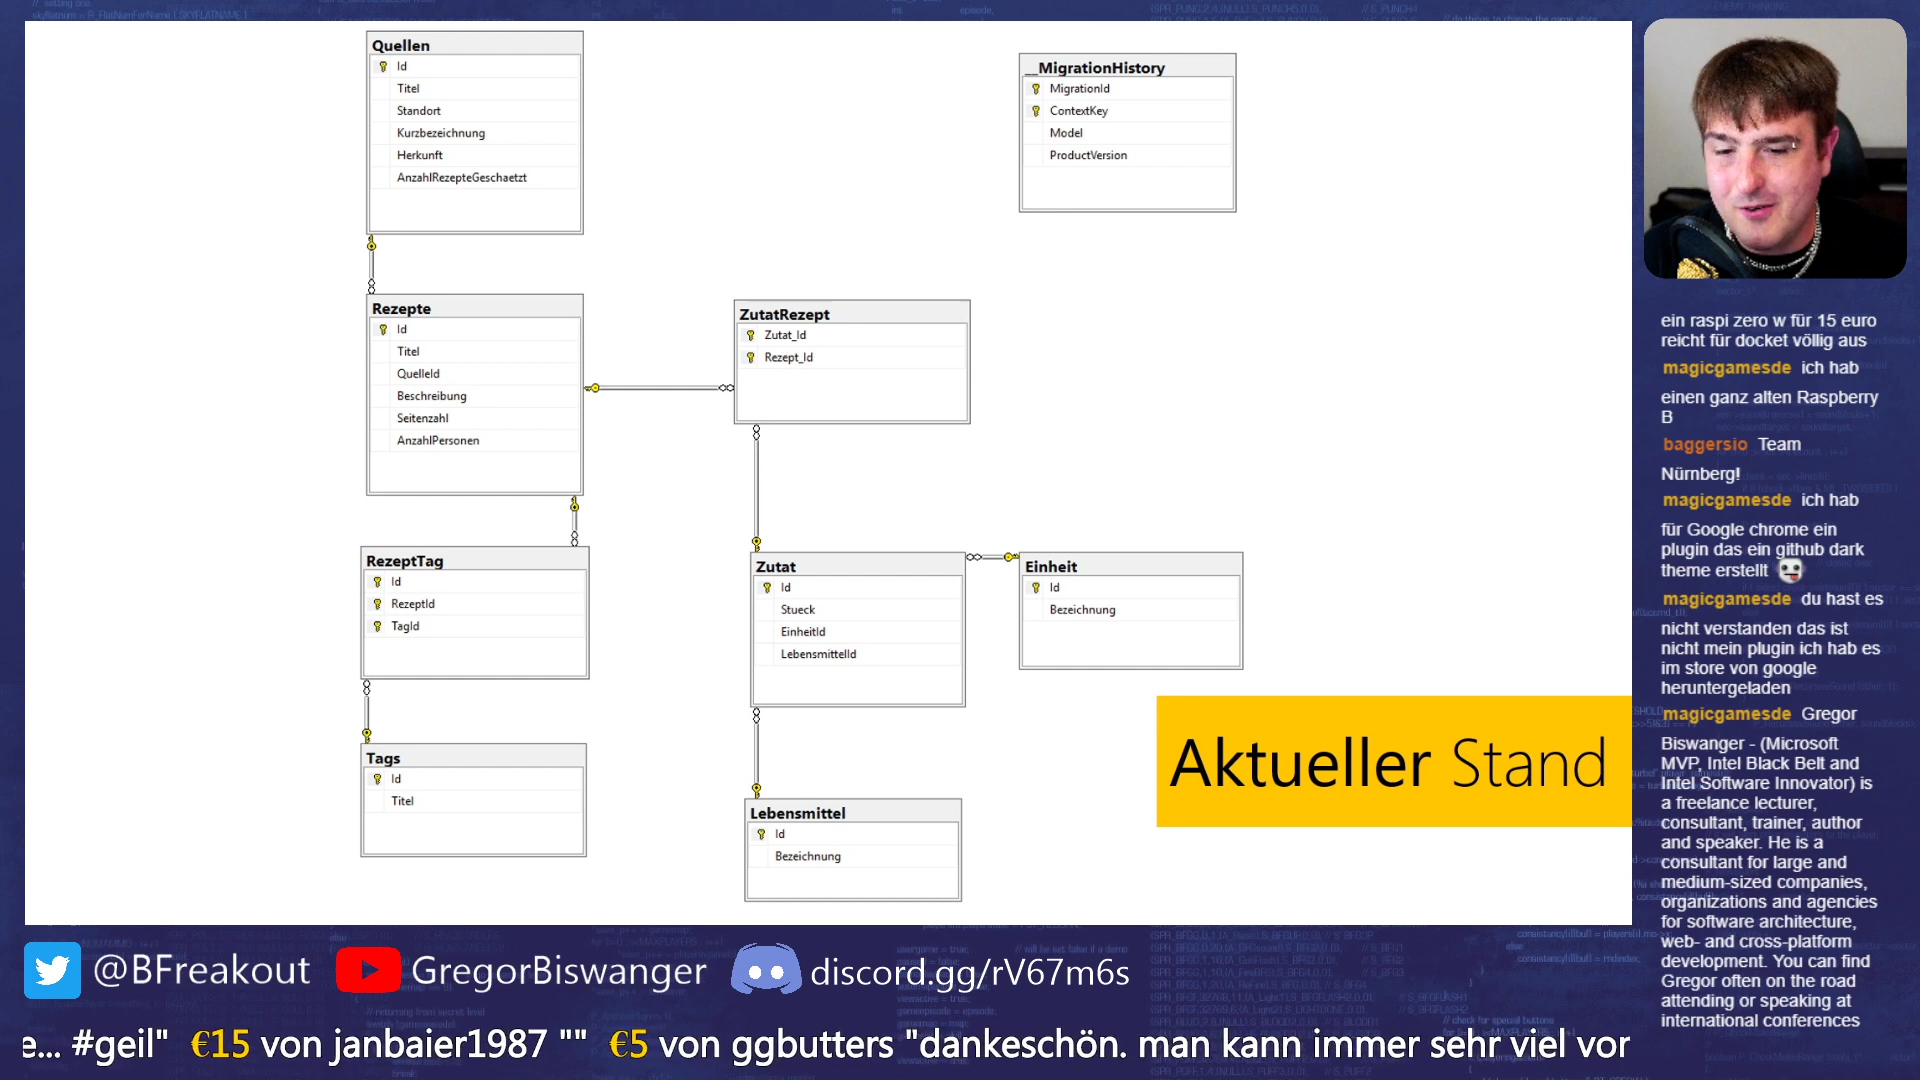 Quellen
Id
Titel
Standort
Kurzbezeichnung
Herkunft
AnzahlRezepteGeschaetzt
__MigrationHistory
MigrationId
ContextKey
Model
ProductVersion
Rezepte
Id
Titel
QuelleId
Beschreibung
Seitenzahl
AnzahlPersonen
ZutatRezept
Zutat_Id
Rezept_Id
RezeptTag
Id
RezeptId
TagId
Zutat
Id
Stueck
EinheitId
LebensmittelId
Einheit
Id
Bezeichnung
Tags
Id
Titel
Lebensmittel
Id
Bezeichnung
Aktueller Stand
ein raspi zero w für 15 euro
reicht für docket völlig aus
magicgamesde ich hab
einen ganz alten Raspberry
B
baggersio Team
Nürnberg!
magicgamesde ich hab
für Google chrome ein
plugin das ein github dark
theme erstellt
magicgamesde du hast es
nicht verstanden das ist
nicht mein plugin ich hab es
im store von google
heruntergeladen
magicgamesde Gregor
Biswanger - (Microsoft
MVP, Intel Black Belt and
Intel Software Innovator) is
a freelance lecturer,
consultant, trainer, author
and speaker. He is a
consultant for large and
medium-sized companies,
organizations and agencies
for software architecture,
web- and cross-platform
development. You can find
Gregor often on the road
attending or speaking at
international conferences
@BFreakout GregorBiswanger discord.gg/rV67m6s
e... #geil" €15 von janbaier1987 "" €5 von ggbutters "dankeschön. man kann immer sehr viel vor